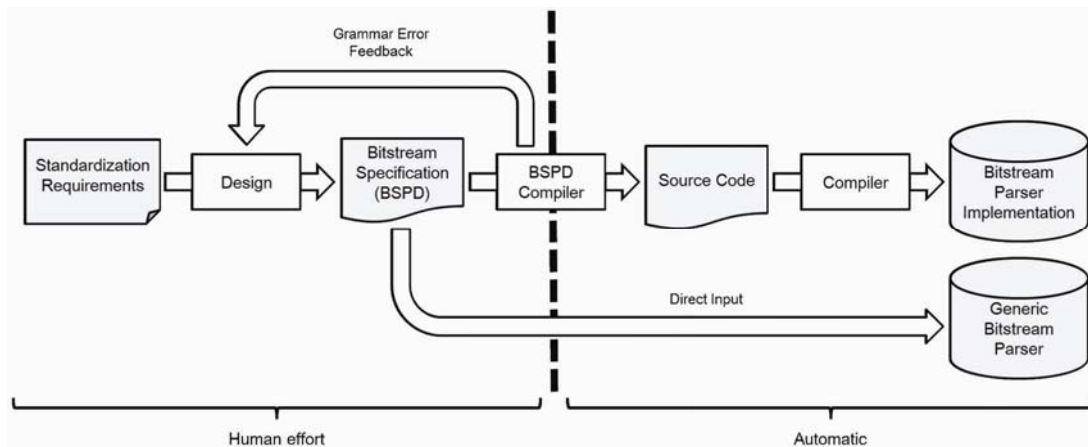 Grammar Error
Feedback
Standardization
Requirements
Design
Bitstream
Specification
(BSPD)
BSPD
Compiler
Source Code
Compiler
Bitstream
Parser
Implementation
Direct Input
Generic
Bitstream
Parser
Human effort
Automatic